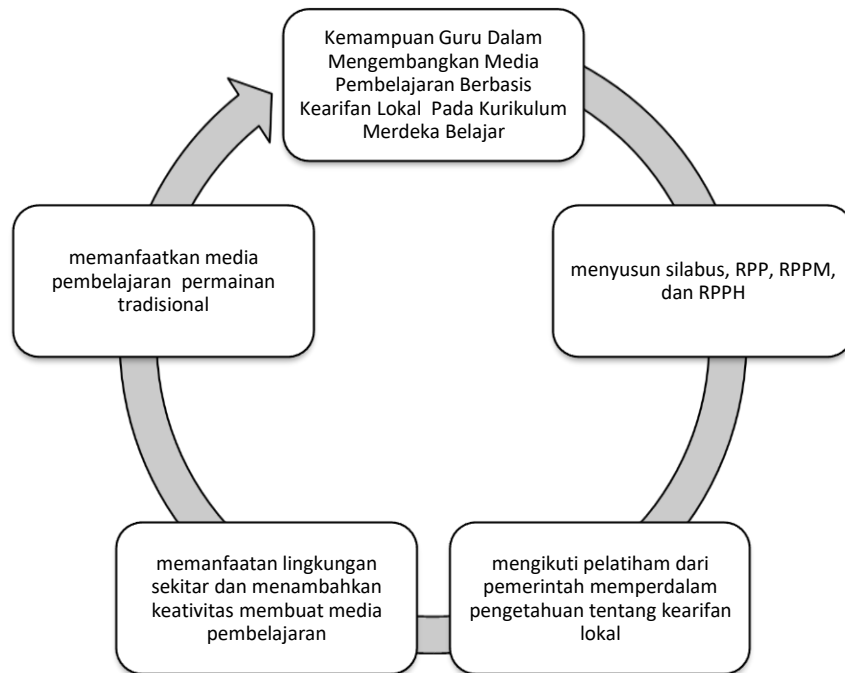 Kemampuan Guru Dalam
Mengembangkan Media
Pembelajaran Berbasis
Kearifan Lokal Pada Kurikulum
Merdeka Belajar
menyusun silabus, RPP, RPPM,
dan RPPH
mengikuti pelatiham dari
pemerintah memperdalam
pengetahuan tentang kearifan
lokal
memanfaatan lingkungan
sekitar dan menambahkan
keativitas membuat media
pembelajaran
memanfaatkan media
pembelajaran permainan
tradisional